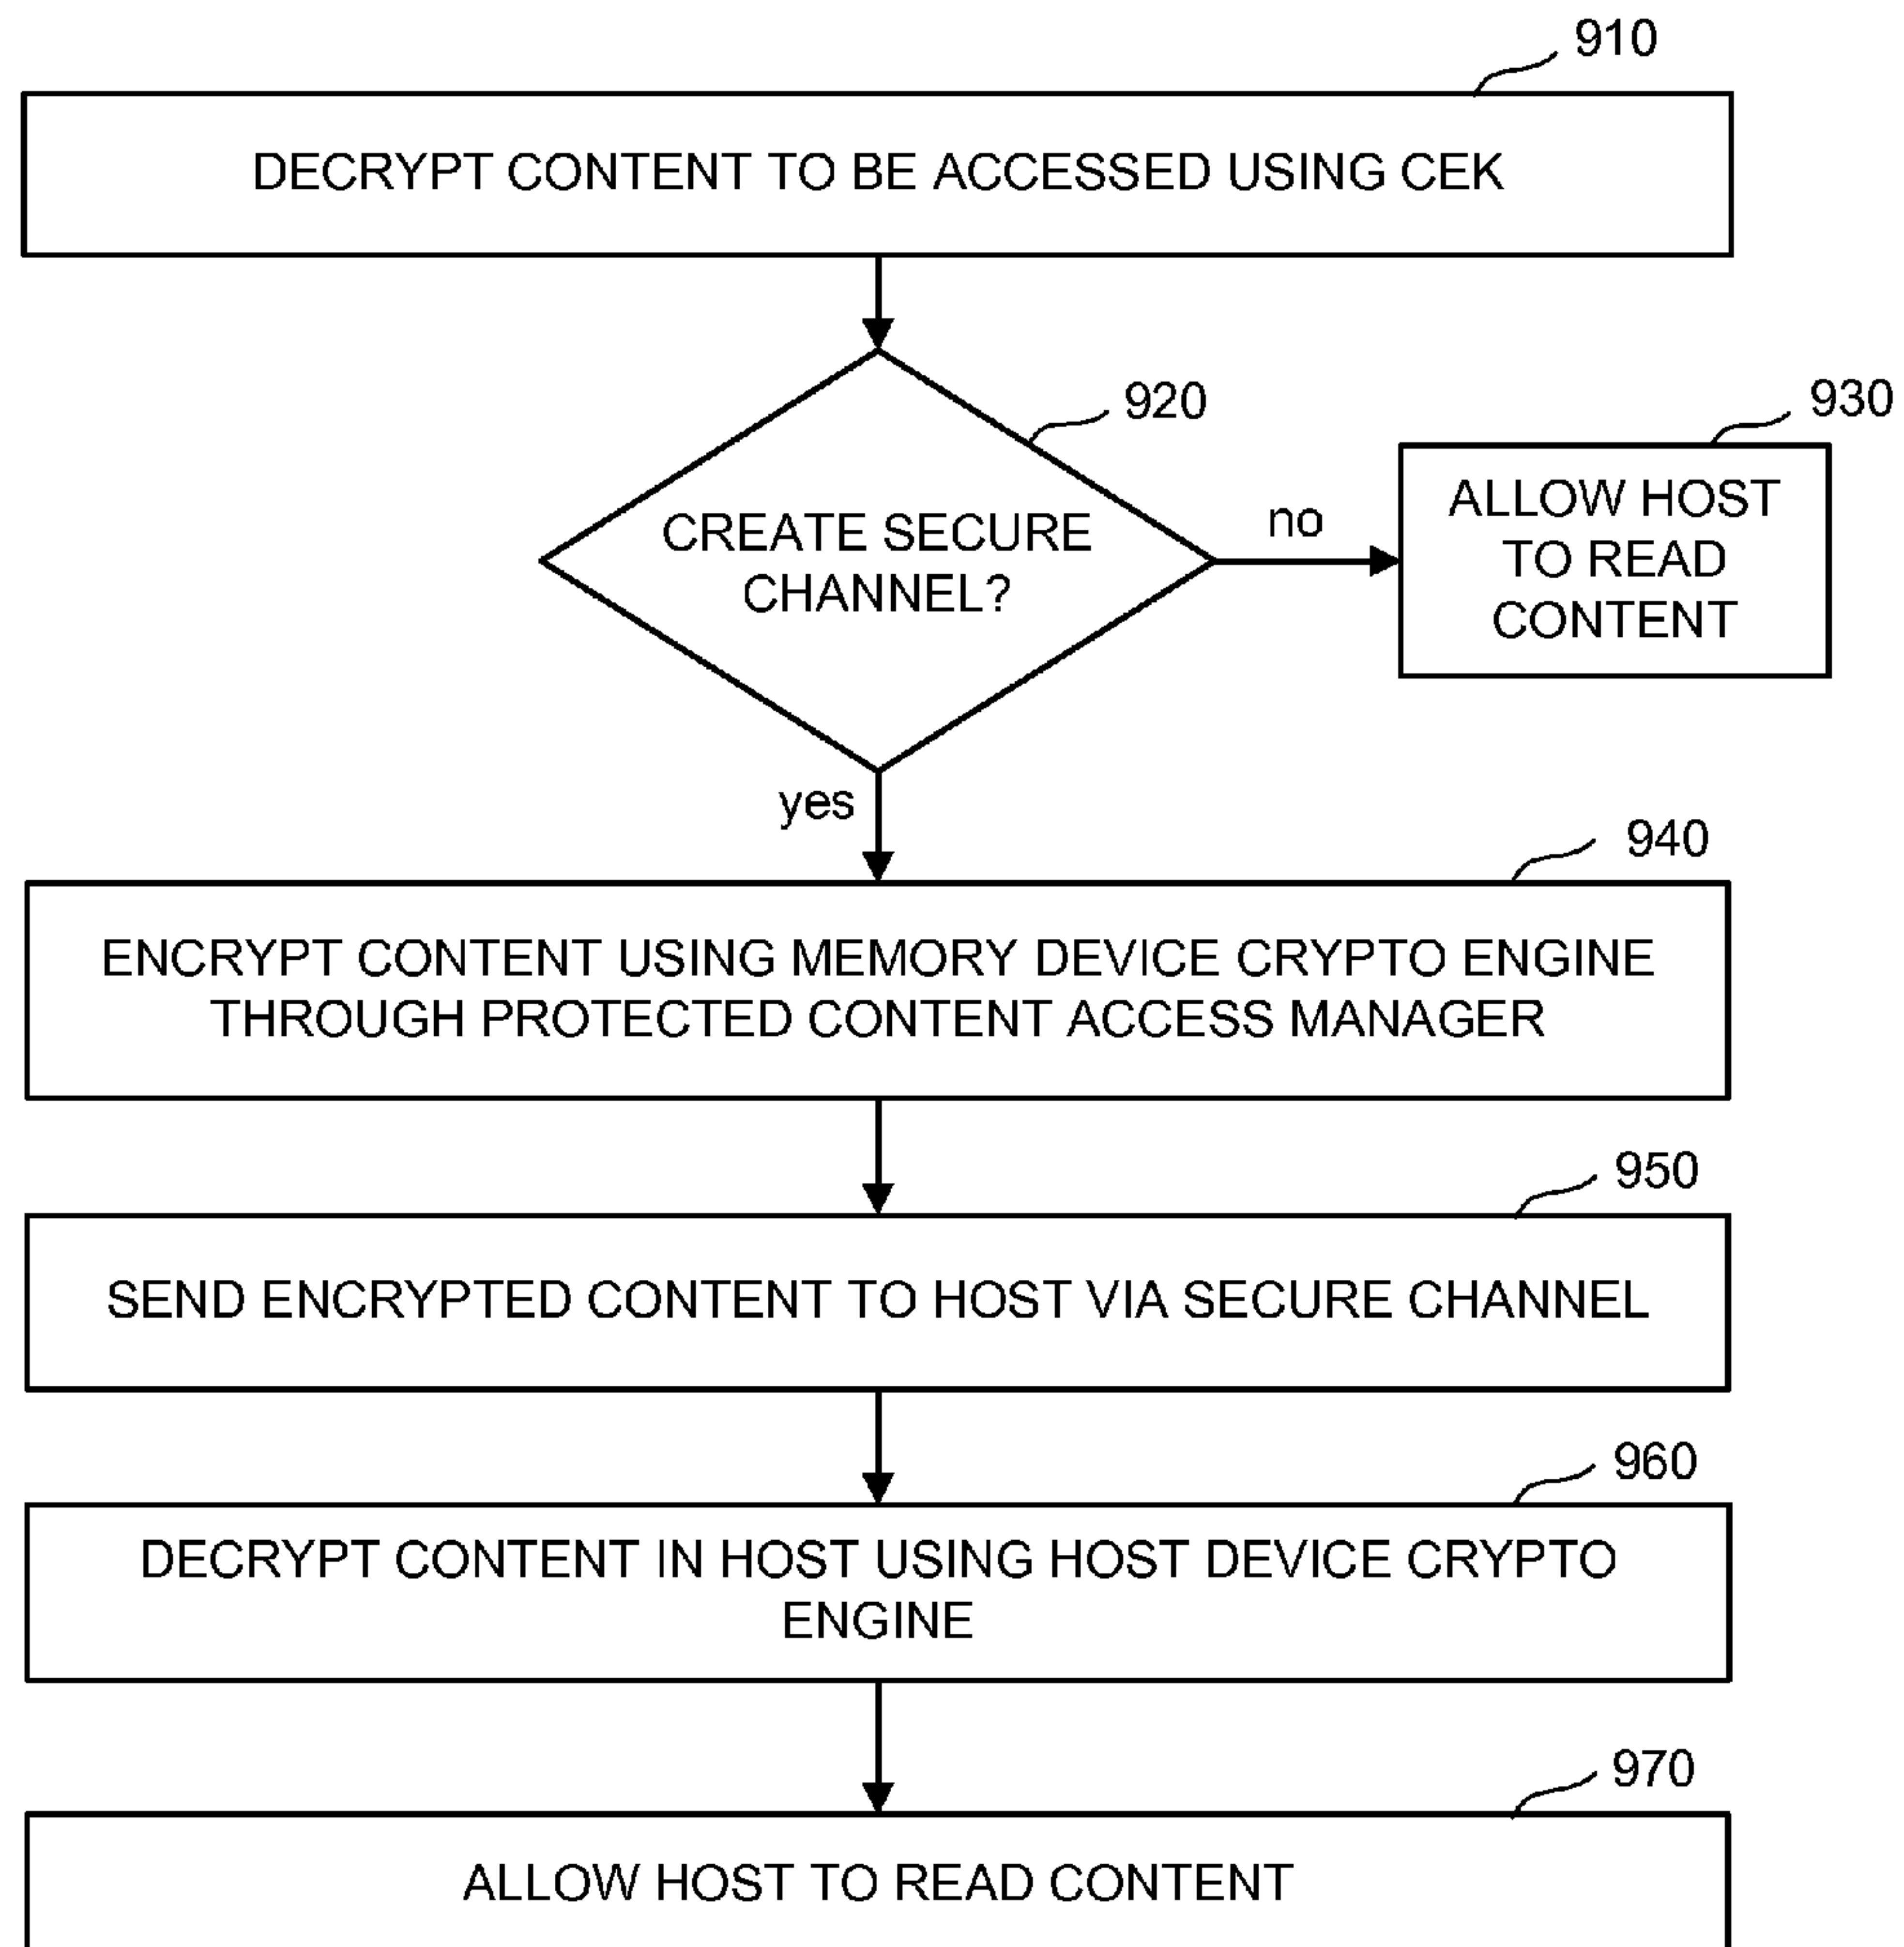 910
DECRYPT CONTENT TO BE ACCESSED USING CEK
920
CREATE SECURE
CHANNEL?
no
930
ALLOW HOST
TO READ
CONTENT
yes
940
ENCRYPT CONTENT USING MEMORY DEVICE CRYPTO ENGINE
THROUGH PROTECTED CONTENT ACCESS MANAGER
950
SEND ENCRYPTED CONTENT TO HOST VIA SECURE CHANNEL
960
DECRYPT CONTENT IN HOST USING HOST DEVICE CRYPTO
ENGINE
970
ALLOW HOST TO READ CONTENT